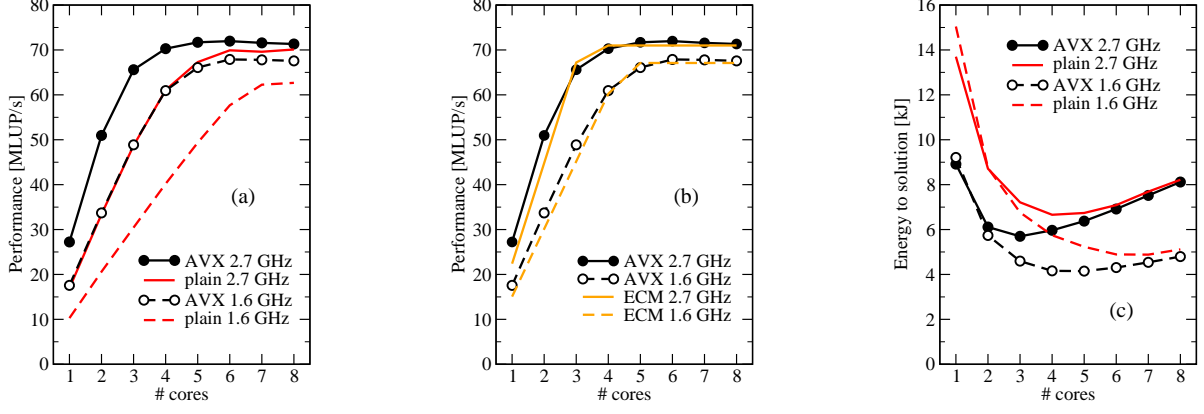 80
70
60
50
40
30
20
10
0
Performance [MLUP/s]
1 2 3 4 5 6 7 8
# cores
(a)
AVX 2.7 GHz
plain 2.7 GHz
AVX 1.6 GHz
plain 1.6 GHz
80
70
60
50
40
30
20
10
0
Performance [MLUP/s]
1 2 3 4 5 6 7 8
# cores
(b)
AVX 2.7 GHz
AVX 1.6 GHz
ECM 2.7 GHz
ECM 1.6 GHz
16
14
12
10
8
6
4
2
0
Energy to solution [kJ]
1 2 3 4 5 6 7 8
# cores
AVX 2.7 GHz
plain 2.7 GHz
AVX 1.6 GHz
plain 1.6 GHz
(c)